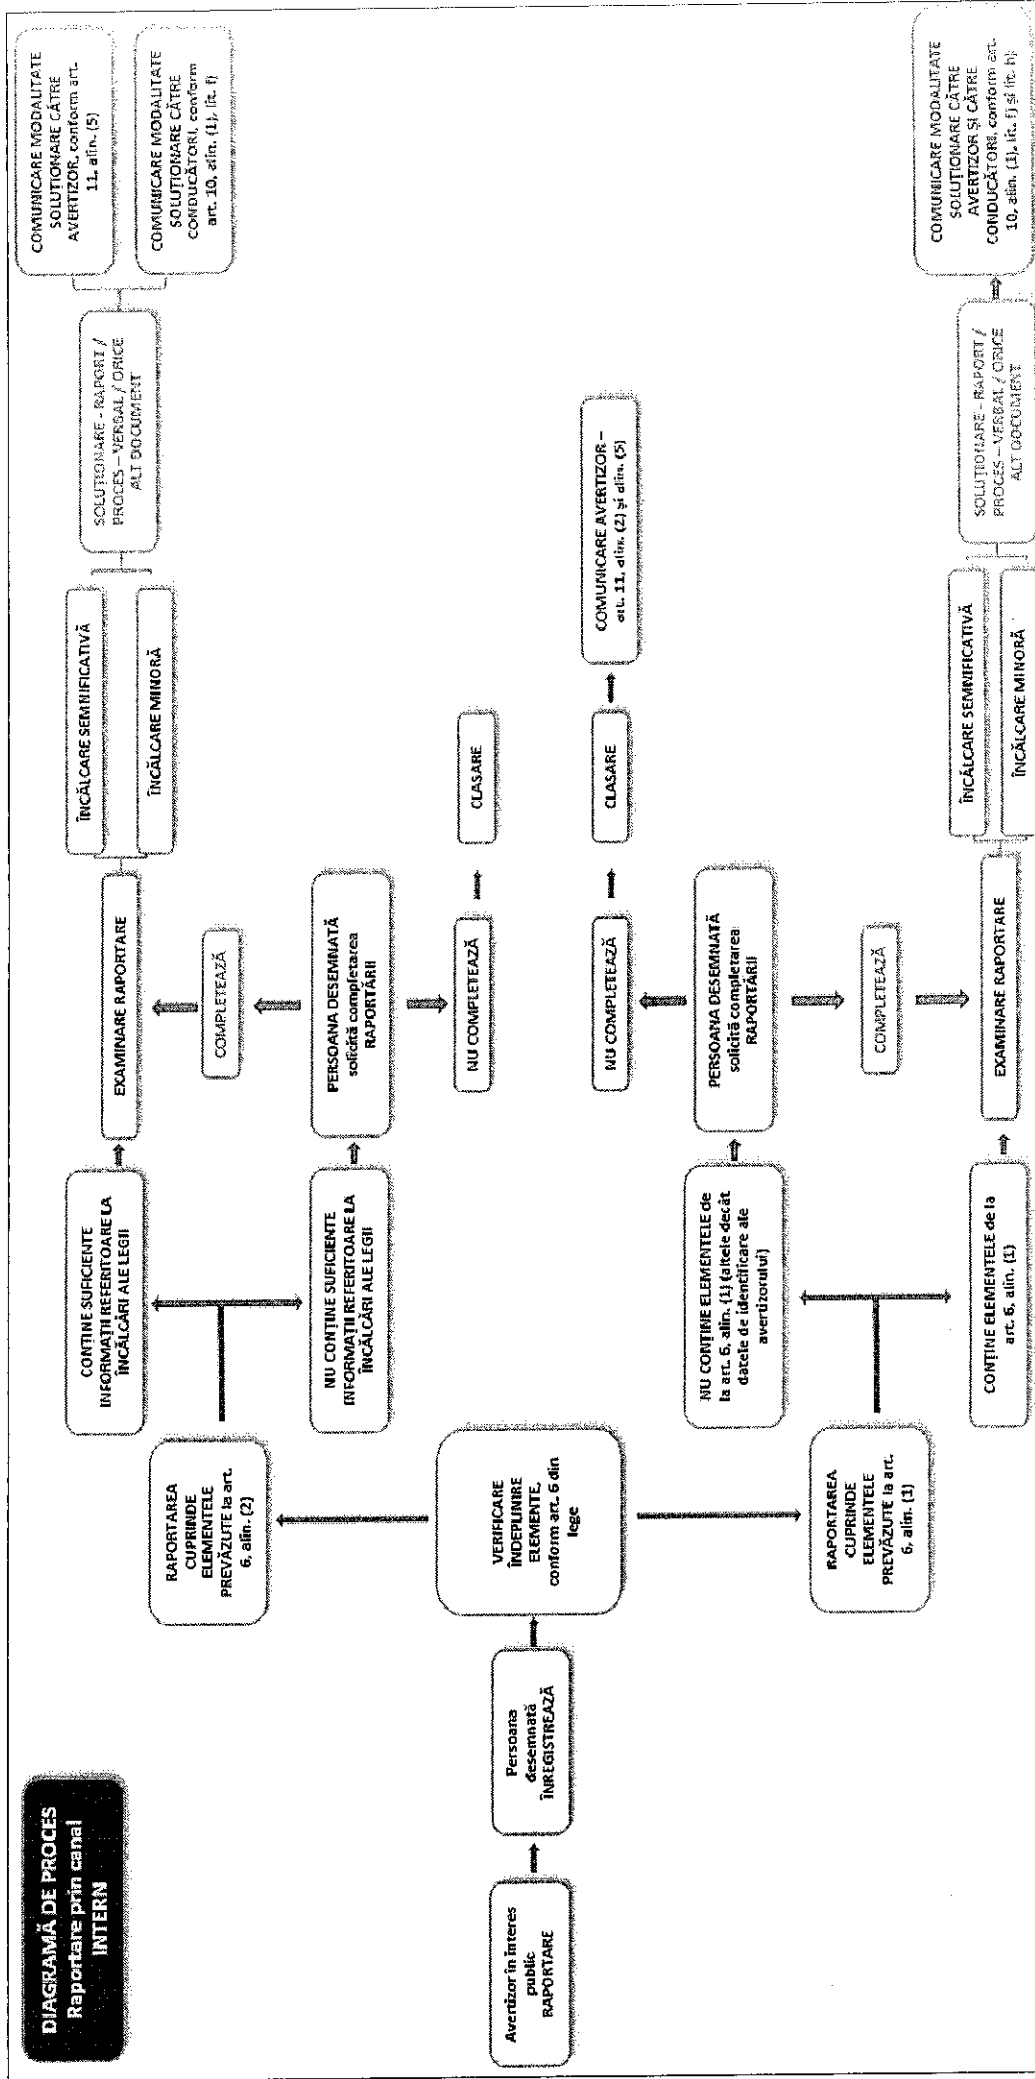 DIAGRAMĂ DE PROCES
Raportare prin canal
INTERN
Avertizor în interes
public
RAPORTARE
Persoana
desemnată
ÎNREGISTREAZĂ
VERIFICARE
ÎNDEPLINIRE
ELEMENTE,
conform art. 6 din
lege
RAPORTAREA
CUPRINDE
ELEMENTELE
PREVĂZUTE la art.
6, alin. (2)
CONȚINE SUFICIENTE
INFORMAȚII REFERITOARE LA
ÎNCĂLCĂRI ALE LEGII
EXAMINARE RAPORTARE
ÎNCĂLCARE SEMNIFICATIVĂ
ÎNCĂLCARE MINORĂ
SOLUȚIONARE - RAPORT /
PROCES – VERBAL / ORICE
ALT DOCUMENT
COMUNICARE MODALITATE
SOLUȚIONARE CĂTRE
AVERTIZOR, conform art.
11, alin. (5)
COMUNICARE MODALITATE
SOLUȚIONARE CĂTRE
CONDUCĂTORI, conform
art. 10, alin. (1), lit. f)
NU CONȚINE SUFICIENTE
INFORMAȚII REFERITOARE LA
ÎNCĂLCĂRI ALE LEGII
PERSOANA DESEMNATĂ
solicită completarea
RAPORTĂRII
COMPLETEAZĂ
NU COMPLETEAZĂ
CLASARE
RAPORTAREA
CUPRINDE
ELEMENTELE
PREVĂZUTE la art.
6, alin. (1)
NU CONȚINE ELEMENTELE de
la art. 6, alin. (1) (altele decât
datele de identificare ale
avertizorului)
PERSOANA DESEMNATĂ
solicită completarea
RAPORTĂRII
NU COMPLETEAZĂ
CLASARE
COMUNICARE AVERTIZOR –
art. 11, alin. (2) și alin. (5)
COMPLETEAZĂ
CONȚINE ELEMENTELE de la
art. 6, alin. (1)
EXAMINARE RAPORTARE
ÎNCĂLCARE SEMNIFICATIVĂ
ÎNCĂLCARE MINORĂ
SOLUȚIONARE - RAPORT /
PROCES – VERBAL / ORICE
ALT DOCUMENT
COMUNICARE MODALITATE
SOLUȚIONARE CĂTRE
AVERTIZOR ȘI CĂTRE
CONDUCĂTORI, conform art.
10, alin. (1), lit. f) și lit. h)